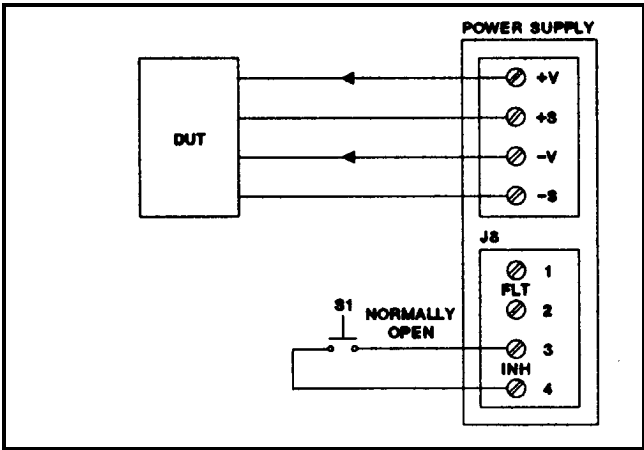 POWER SUPPLY
+V
+S
DUT
-V
-S
J8
1
FLT
2
S1
NORMALLY
OPEN
3
INH
4